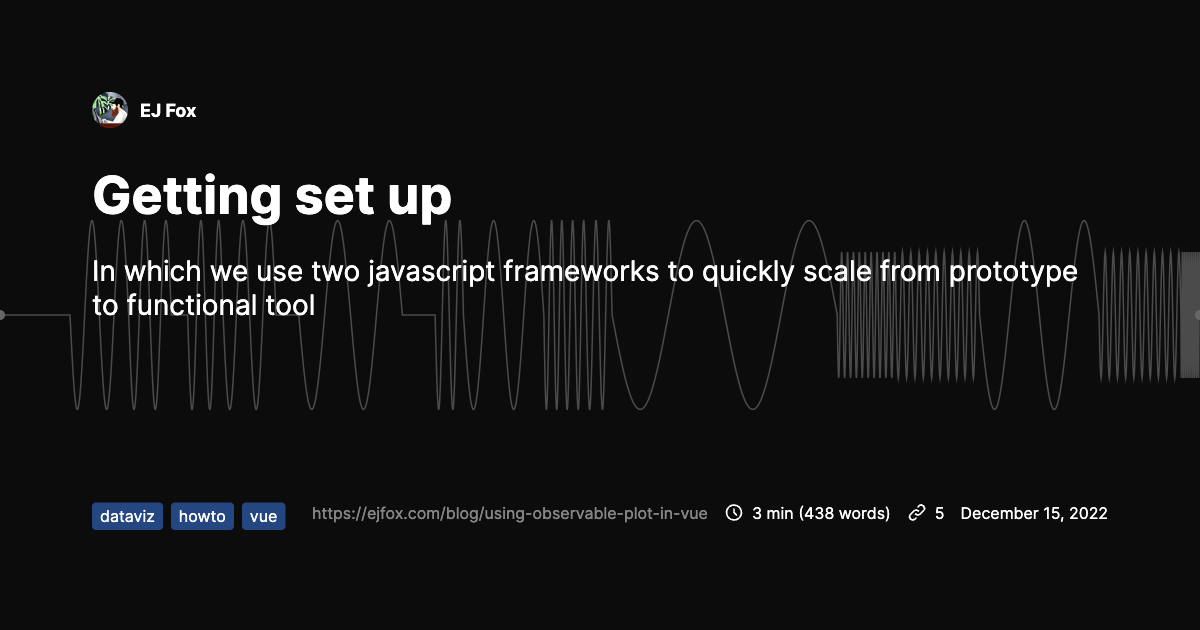 EJ Fox
Getting set up
In which we use two javascript frameworks to quickly scale from prototype
to functional tool
dataviz howto vue https://ejfox.com/blog/using-observable-plot-in-vue 3 min (438 words) 5 December 15, 2022